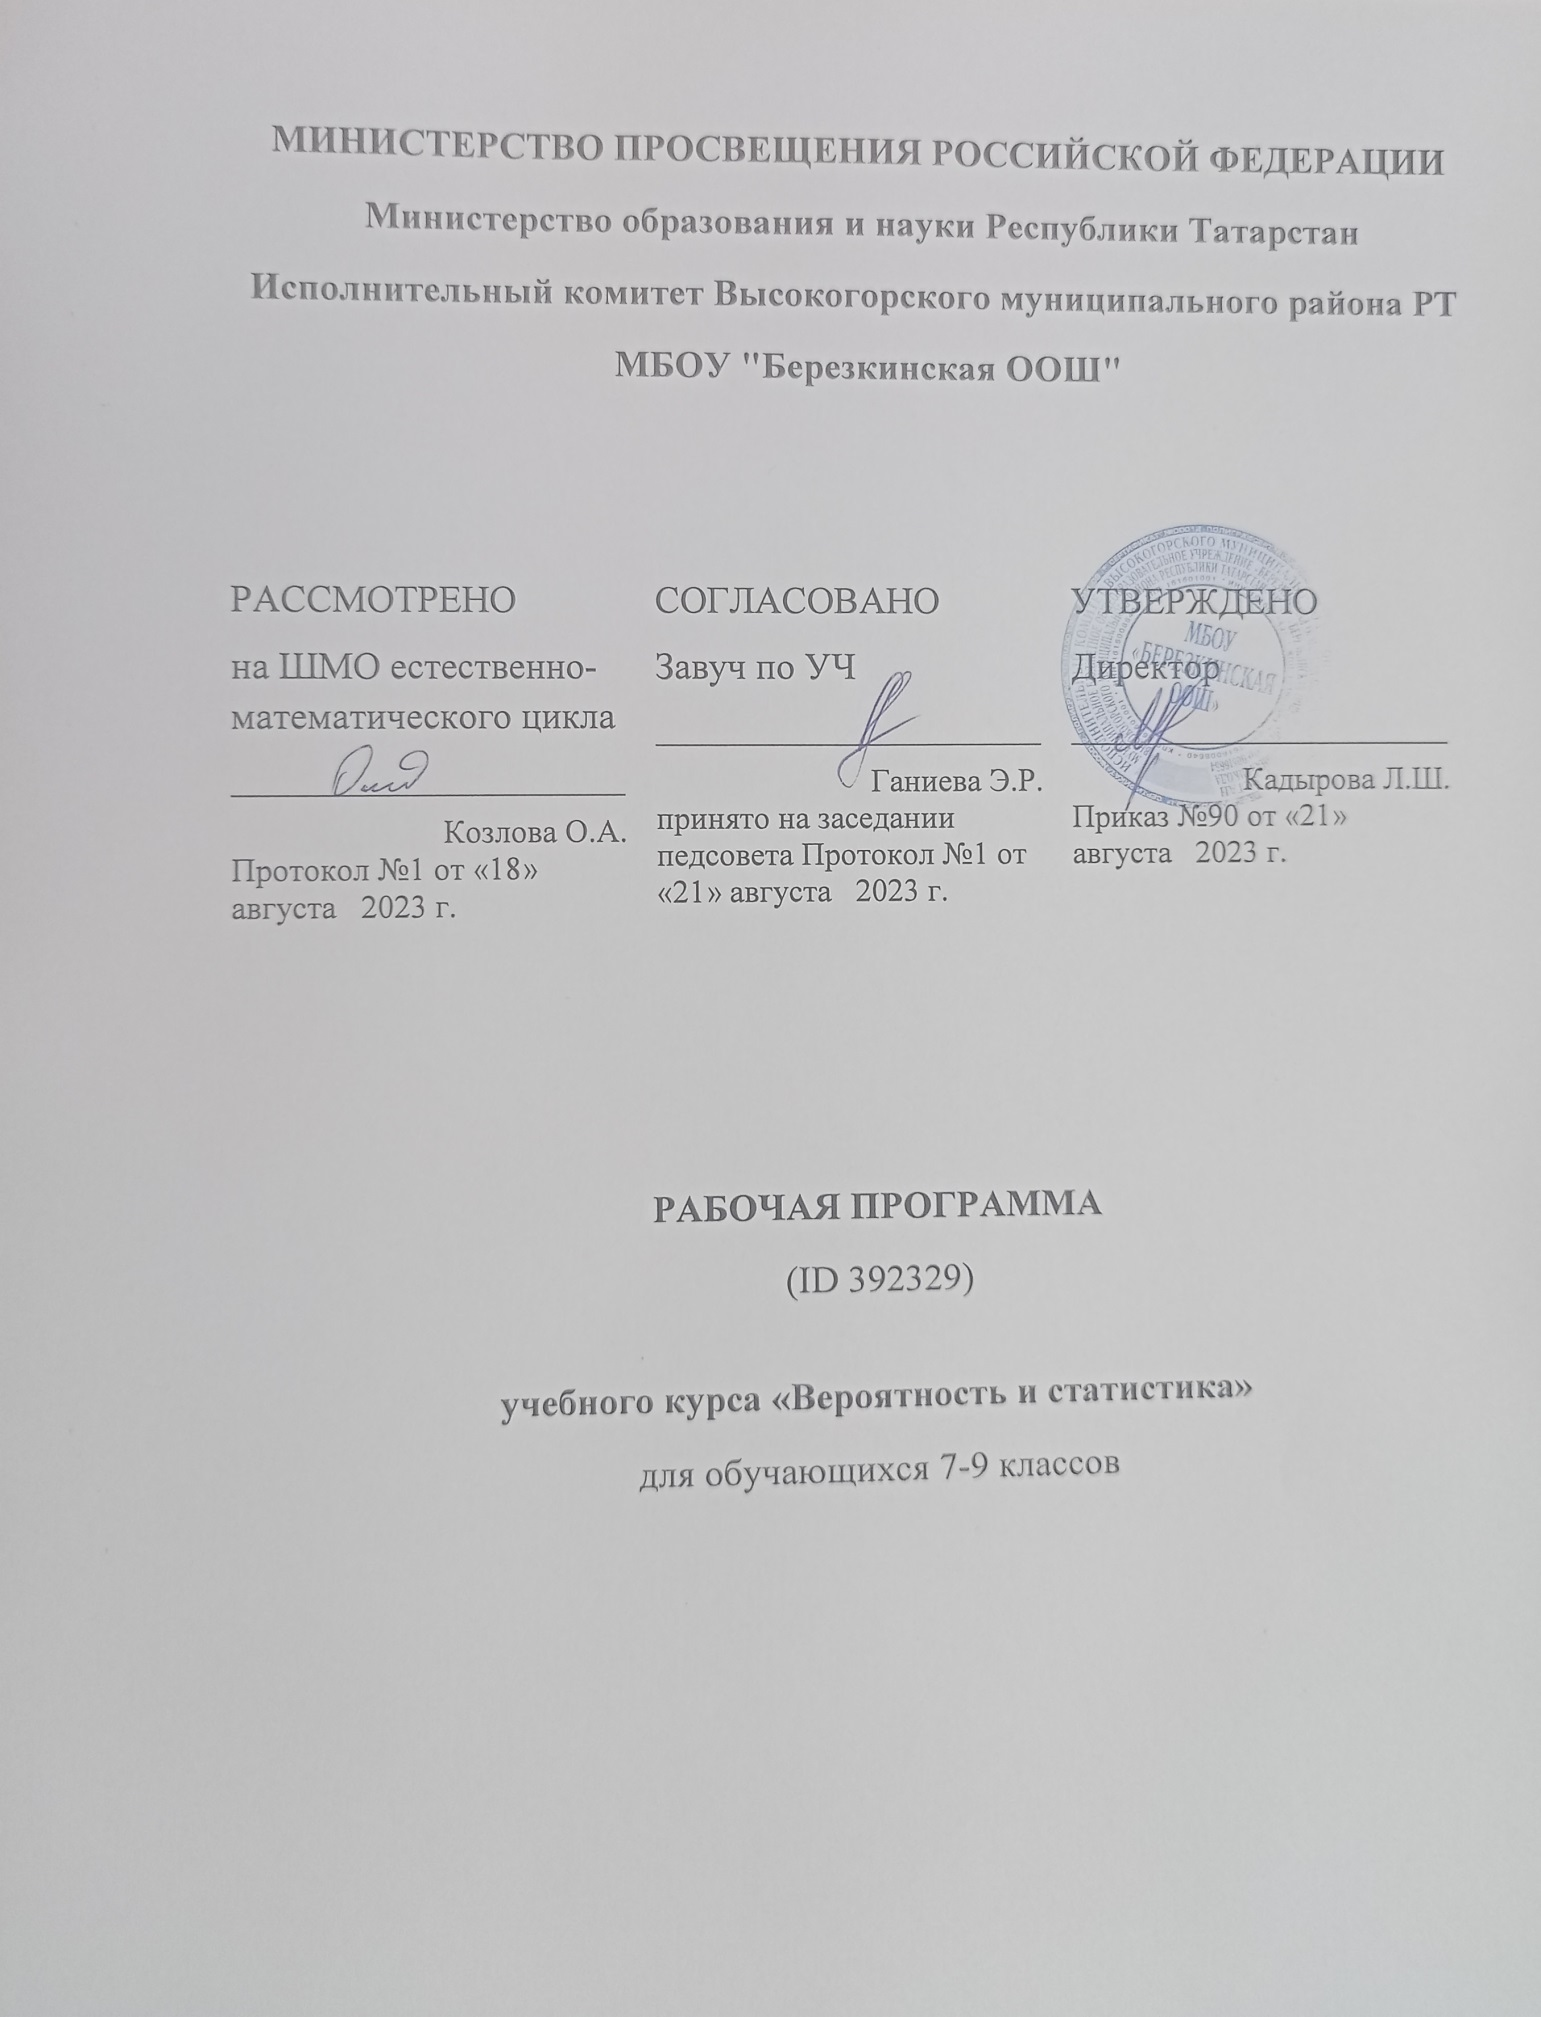 МИНИСТЕРСТВО ПРОСВЕЩЕНИЯ РОССИЙСКОЙ ФЕДЕРАЦИИ
Министерство образования и науки Республики Татарстан
Исполнительный комитет Высокогорского муниципального района РТ
МБОУ "Березкинская ООШ"
РАССМОТРЕНО
на ШМО естественно-
математического цикла
Козлова О.А.
Протокол №1 от «18»
августа 2023 г.
СОГЛАСОВАНО
Завуч по УЧ
Ганиева Э.Р.
принято на заседании
педсовета Протокол №1 от
«21» августа 2023 г.
УТВЕРЖДЕНО
Директор
Кадырова Л.Ш.
Приказ №90 от «21»
августа 2023 г.
МБОУ
«БЕРЕЗКИНСКАЯ
ООШ»
РАБОЧАЯ ПРОГРАММА
(ID 392329)
учебного курса «Вероятность и статистика»
для обучающихся 7-9 классов